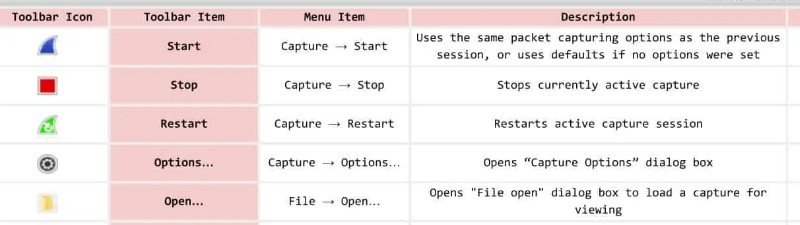 Toolbar Icon Toolbar Item Menu Item Description
Start Capture → Start Uses the same packet capturing options as the previous
session, or uses defaults if no options were set
Stop Capture → Stop Stops currently active capture
Restart Capture → Restart Restarts active capture session
Options… Capture → Options… Opens “Capture Options” dialog box
Open… File → Open… Opens "File open" dialog box to load a capture for
viewing